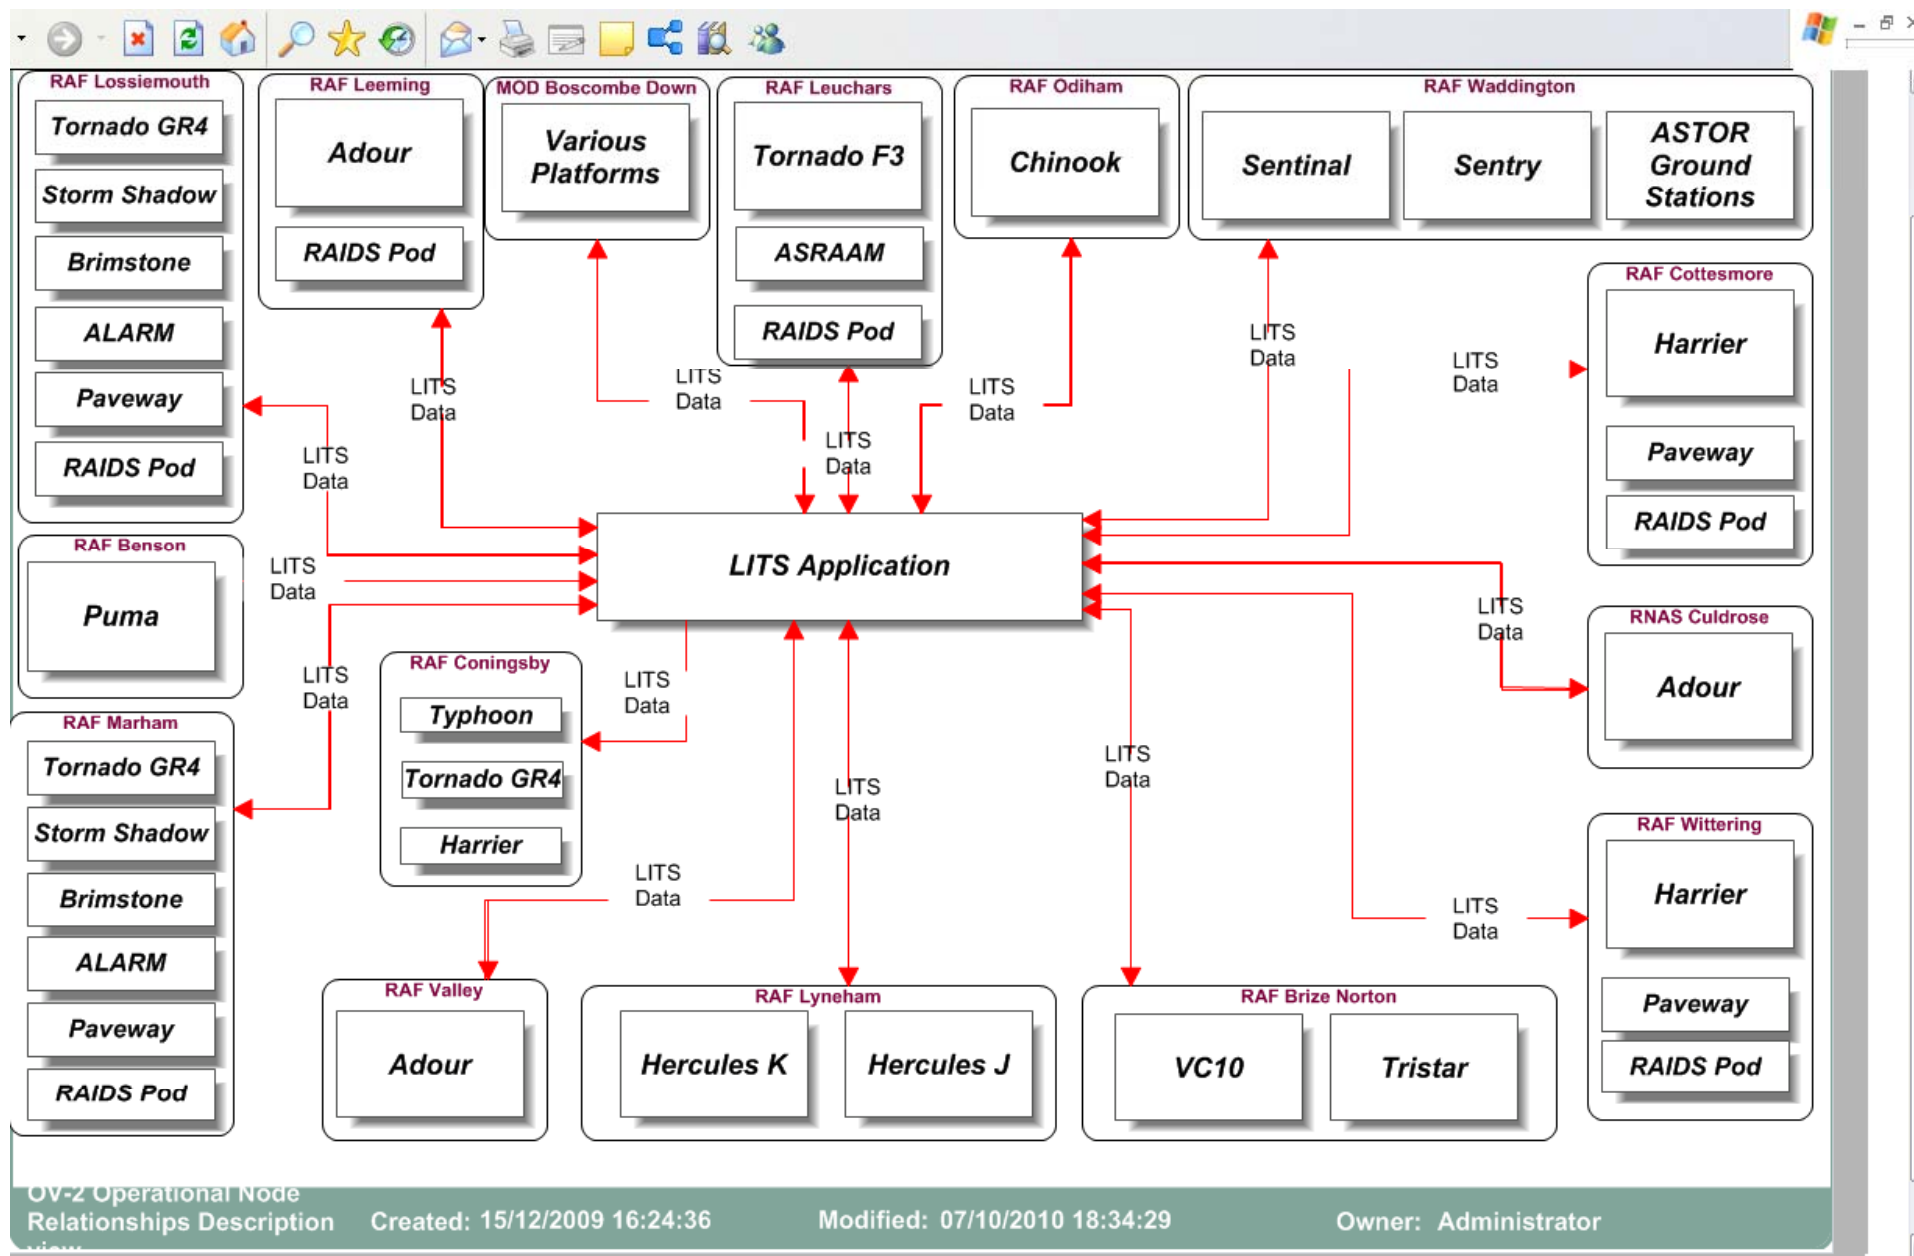 RAF Lossiemouth
Tornado GR4
Storm Shadow
Brimstone
ALARM
Paveway
RAIDS Pod
RAF Leeming
Adour
RAIDS Pod
MOD Boscombe Down
Various
Platforms
RAF Leuchars
Tornado F3
ASRAAM
RAIDS Pod
RAF Odiham
Chinook
RAF Waddington
Sentinal
Sentry
ASTOR
Ground
Stations
RAF Cottesmore
Harrier
Paveway
RAIDS Pod
LITS
Data
LITS
Data
LITS
Data
LITS
Data
LITS
Data
LITS
Data
LITS
Data
LITS
Data
RAF Benson
Puma
LITS
Data
LITS Application
LITS
Data
RNAS Culdrose
Adour
RAF Marham
Tornado GR4
Storm Shadow
Brimstone
ALARM
Paveway
RAIDS Pod
LITS
Data
RAF Coningsby
Typhoon
Tornado GR4
Harrier
LITS
Data
LITS
Data
LITS
Data
LITS
Data
LITS
Data
RAF Wittering
Harrier
Paveway
RAIDS Pod
RAF Valley
Adour
RAF Lyneham
Hercules K
Hercules J
RAF Brize Norton
VC10
Tristar
OV-2 Operational Node
Relationships Description
view
Created: 15/12/2009 16:24:36
Modified: 07/10/2010 18:34:29
Owner: Administrator